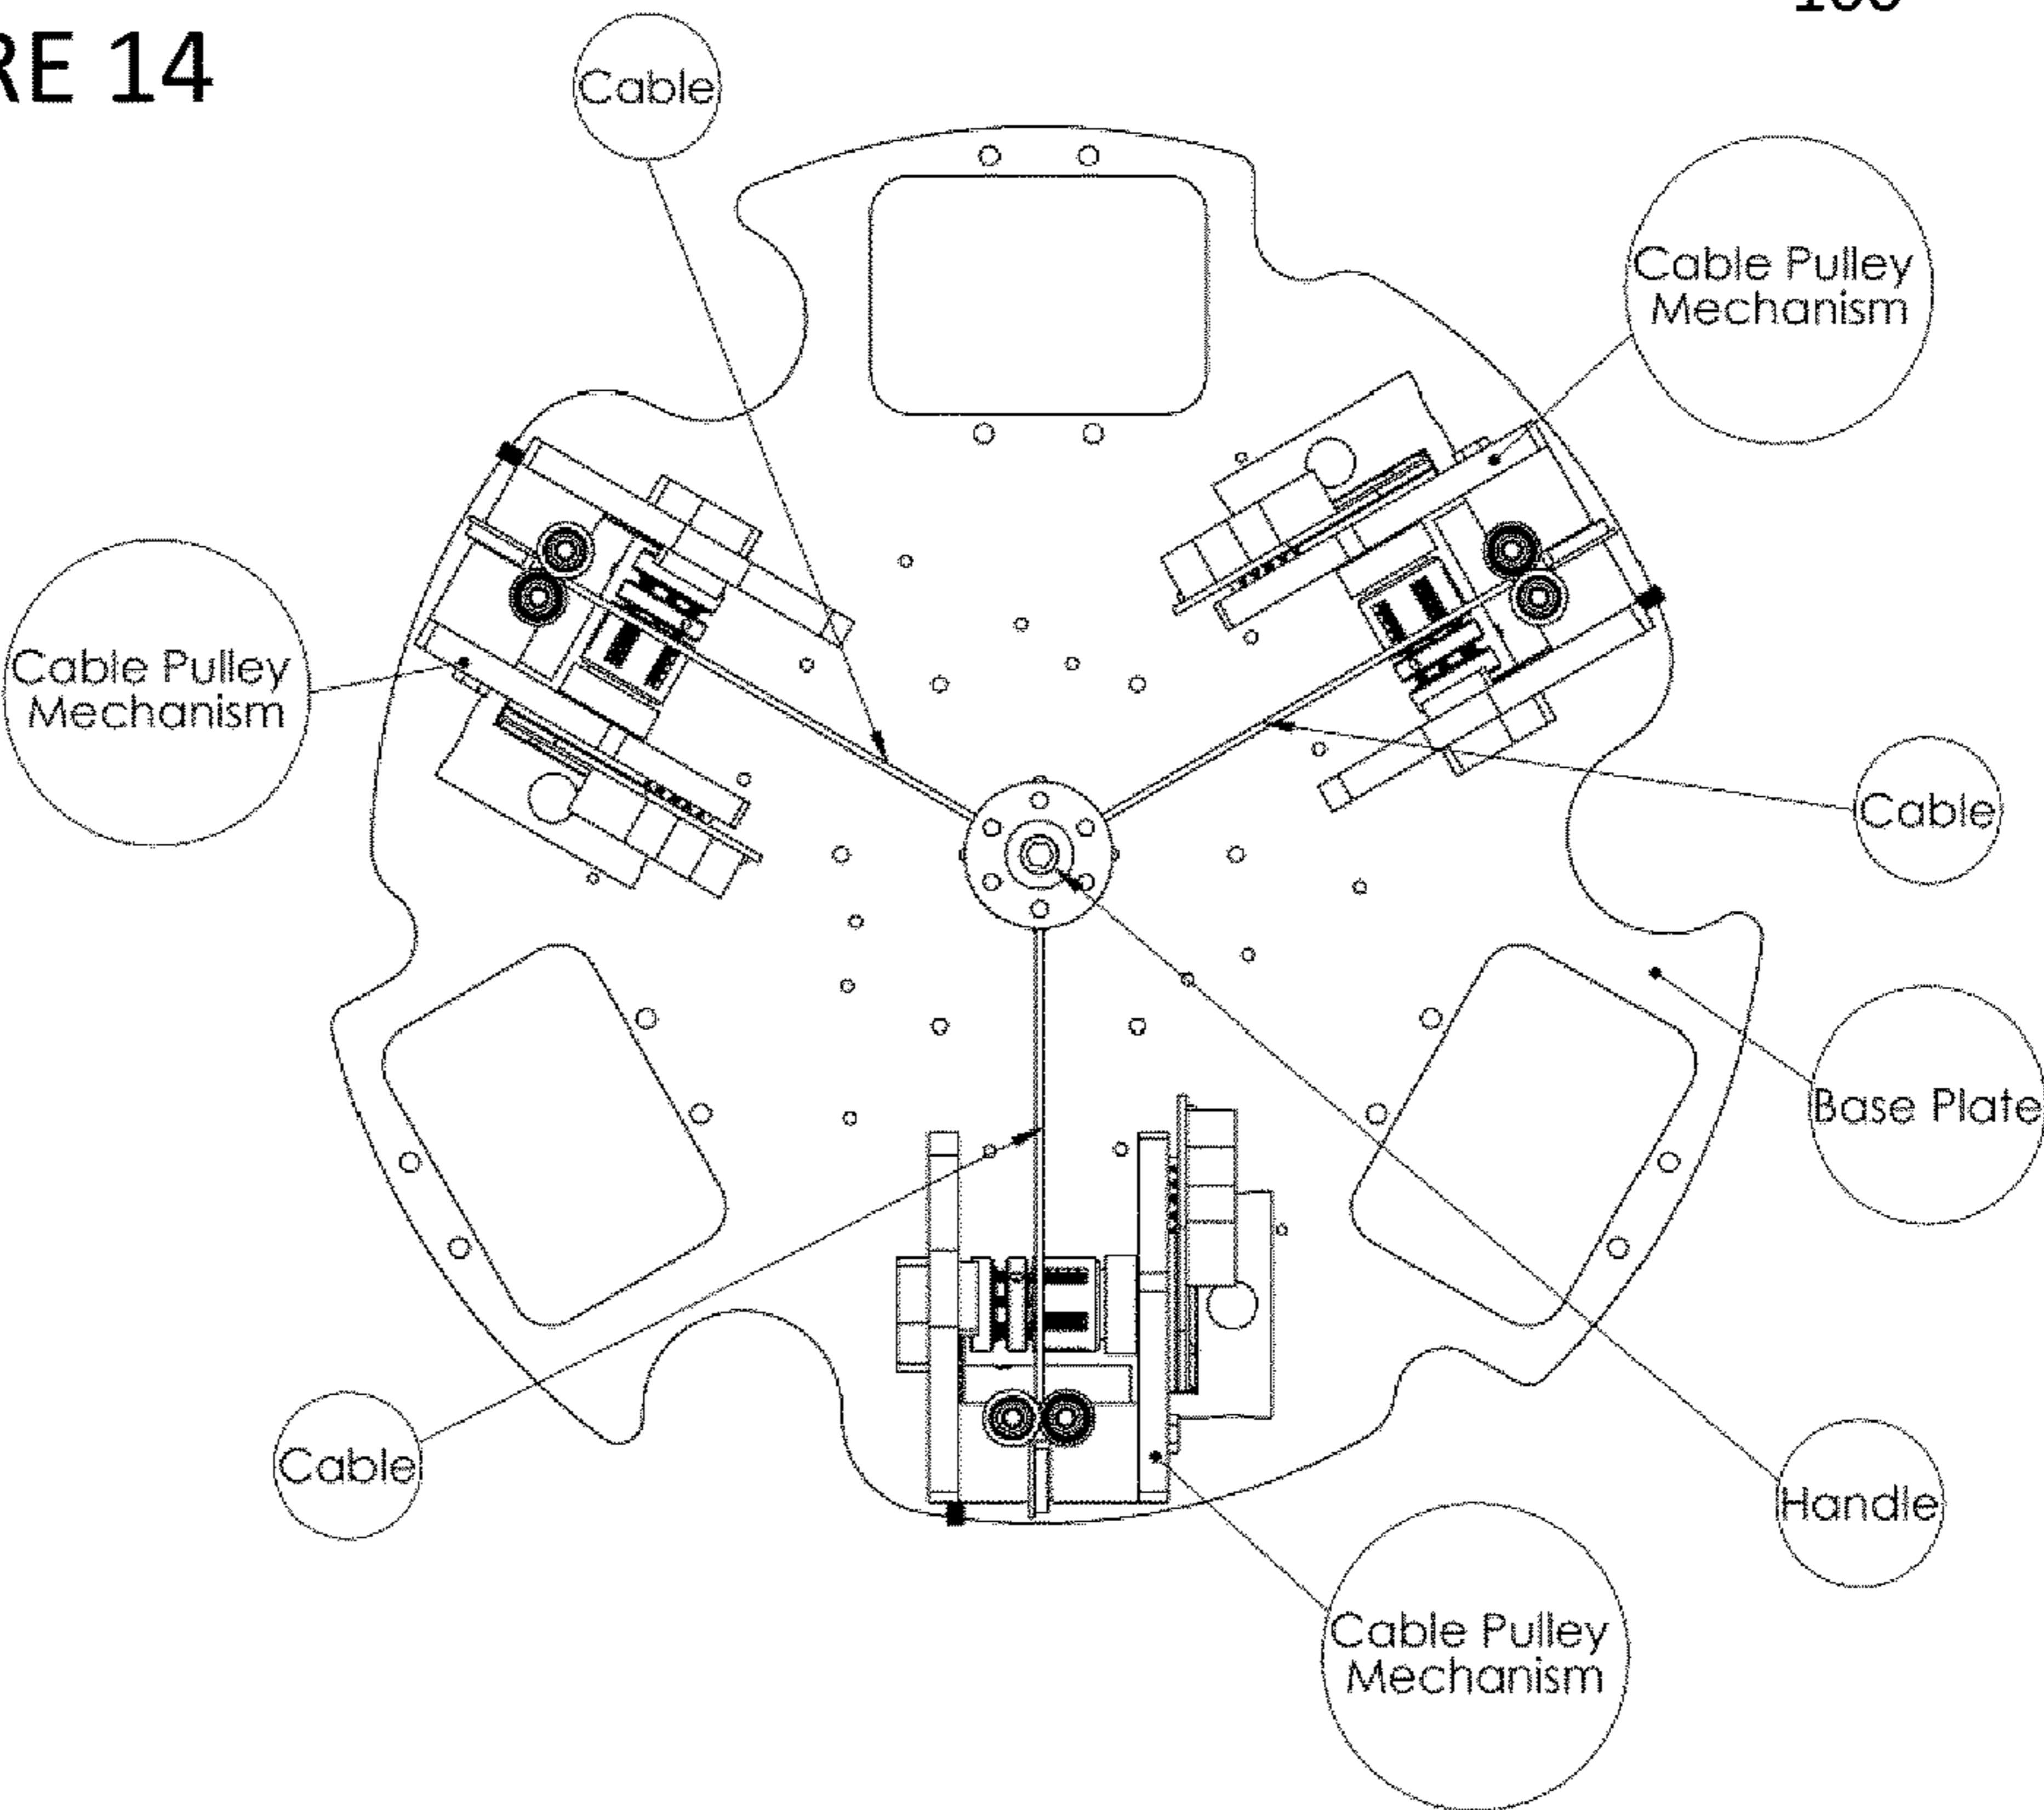 RE 14
Cable
Cable Pulley
Mechanism
Cable Pulley
Mechanism
Cable
Base Plate
Cable
Handle
Cable Pulley
Mechanism